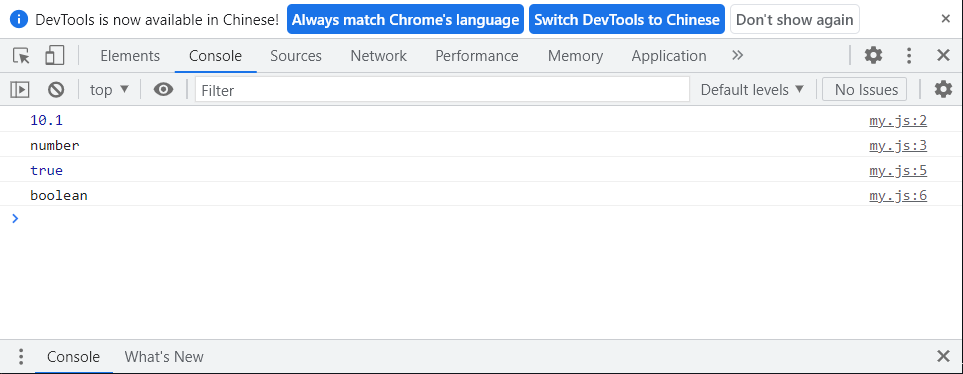 DevTools is now available in Chinese! Always match Chrome's language Switch DevTools to Chinese Don't show again
Elements Console Sources Network Performance Memory Application
top Filter Default levels No Issues
10.1 my.js:2
number my.js:3
true my.js:5
boolean my.js:6
Console What's New